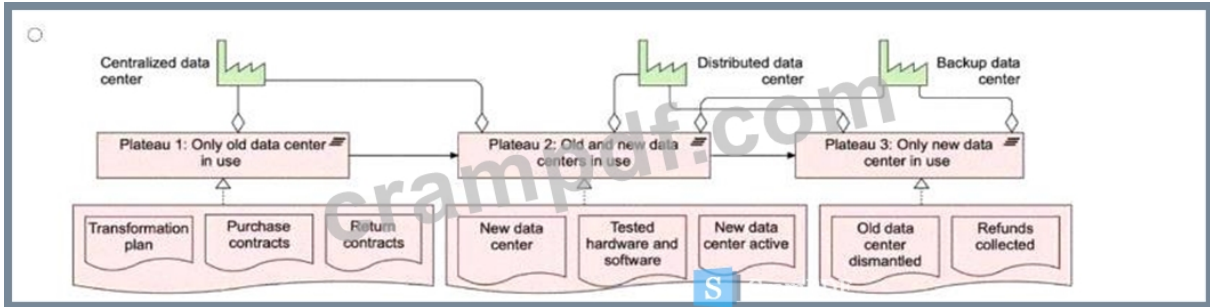 Centralized data
center
Distributed data
center
Backup data
center
Plateau 1: Only old data center
in use
Plateau 2: Old and new data
centers in use
Plateau 3: Only new data
center in use
crampdf.com
Transformation
plan
Purchase
contracts
Return
contracts
New data
center
Tested
hardware and
software
New data
center active
Old data
center
dismantled
Refunds
collected
S